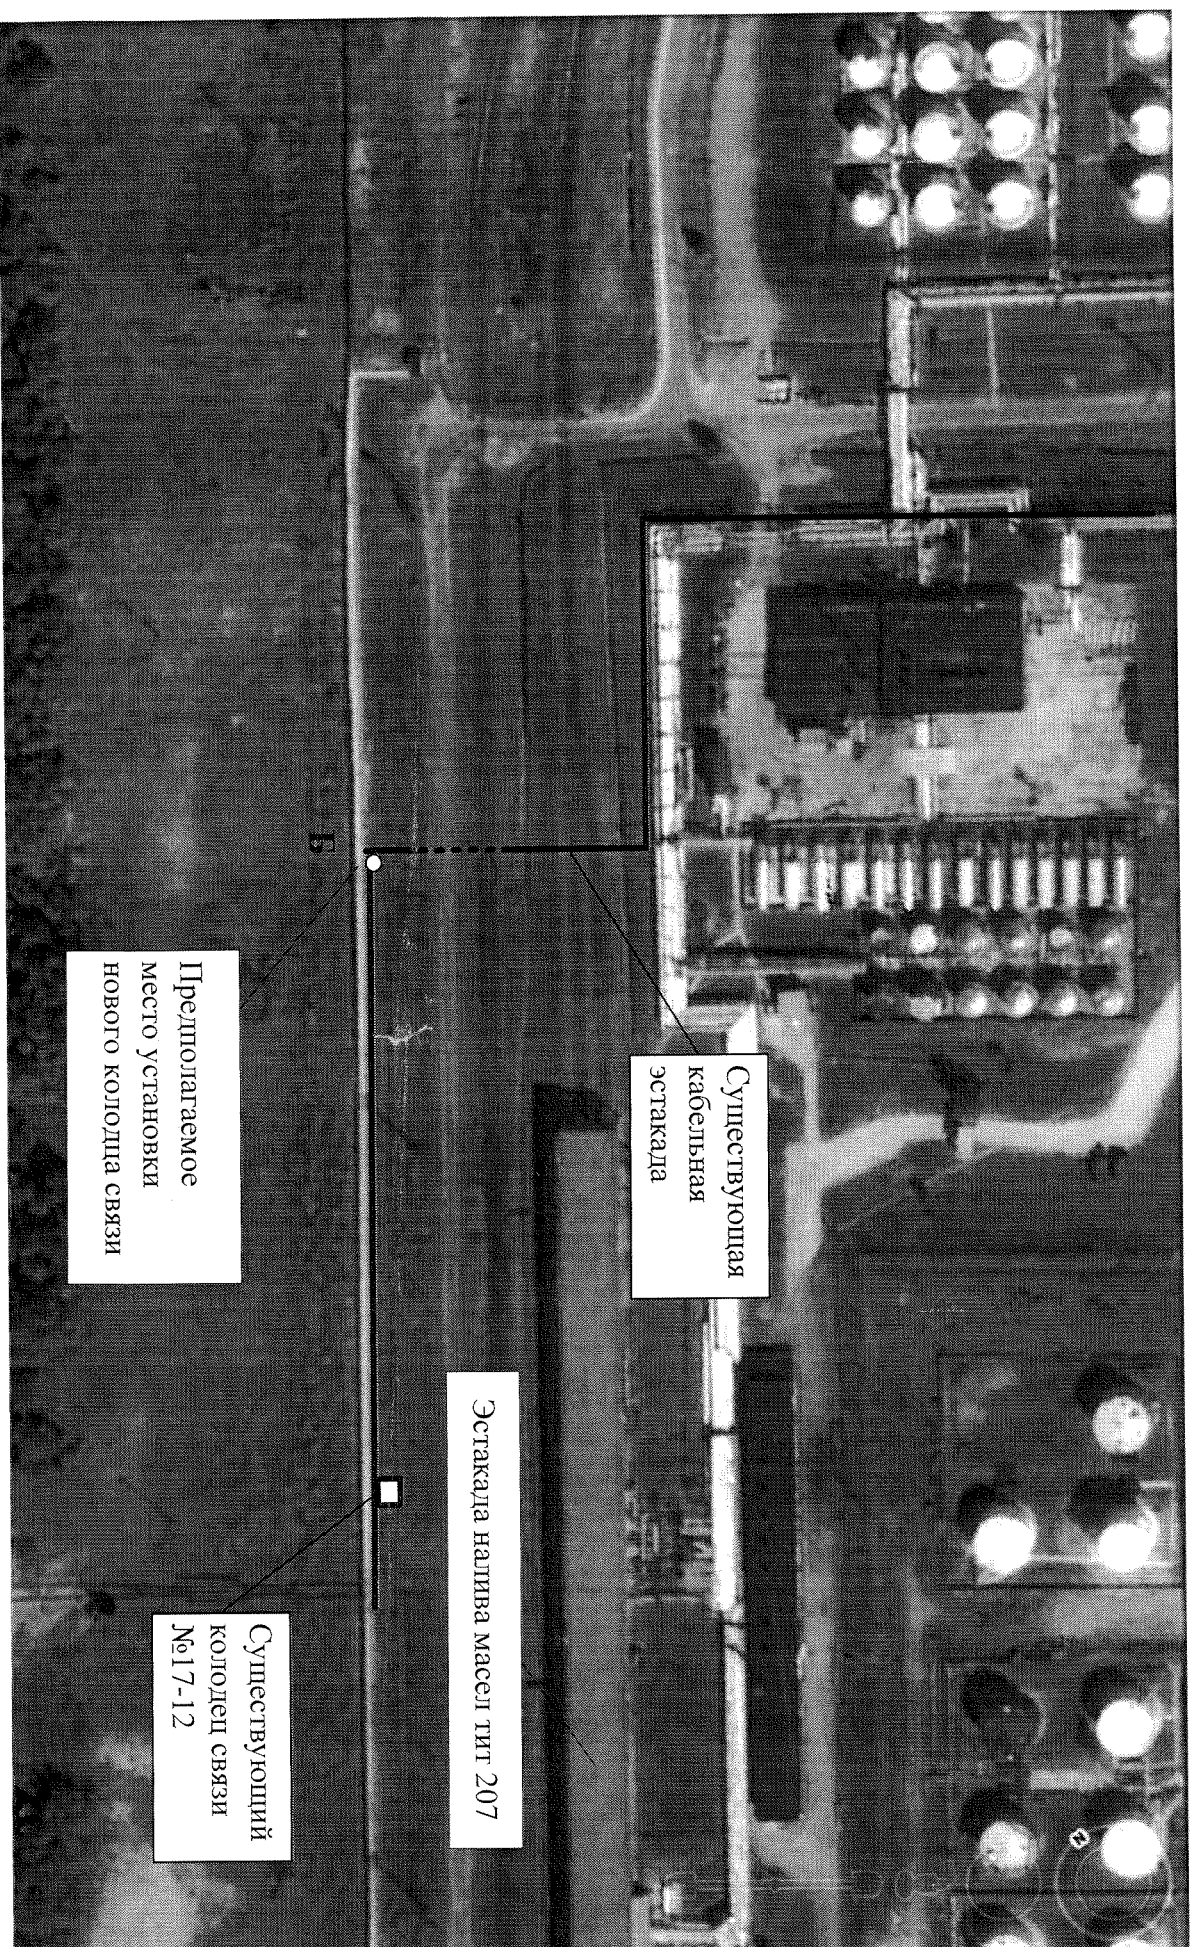 Существующая
кабельная
эстакада
Эстакада налива масел тит 207
Б
Предполагаемое
место установки
нового колодца связи
Существующий
колодец связи
№17-12
N